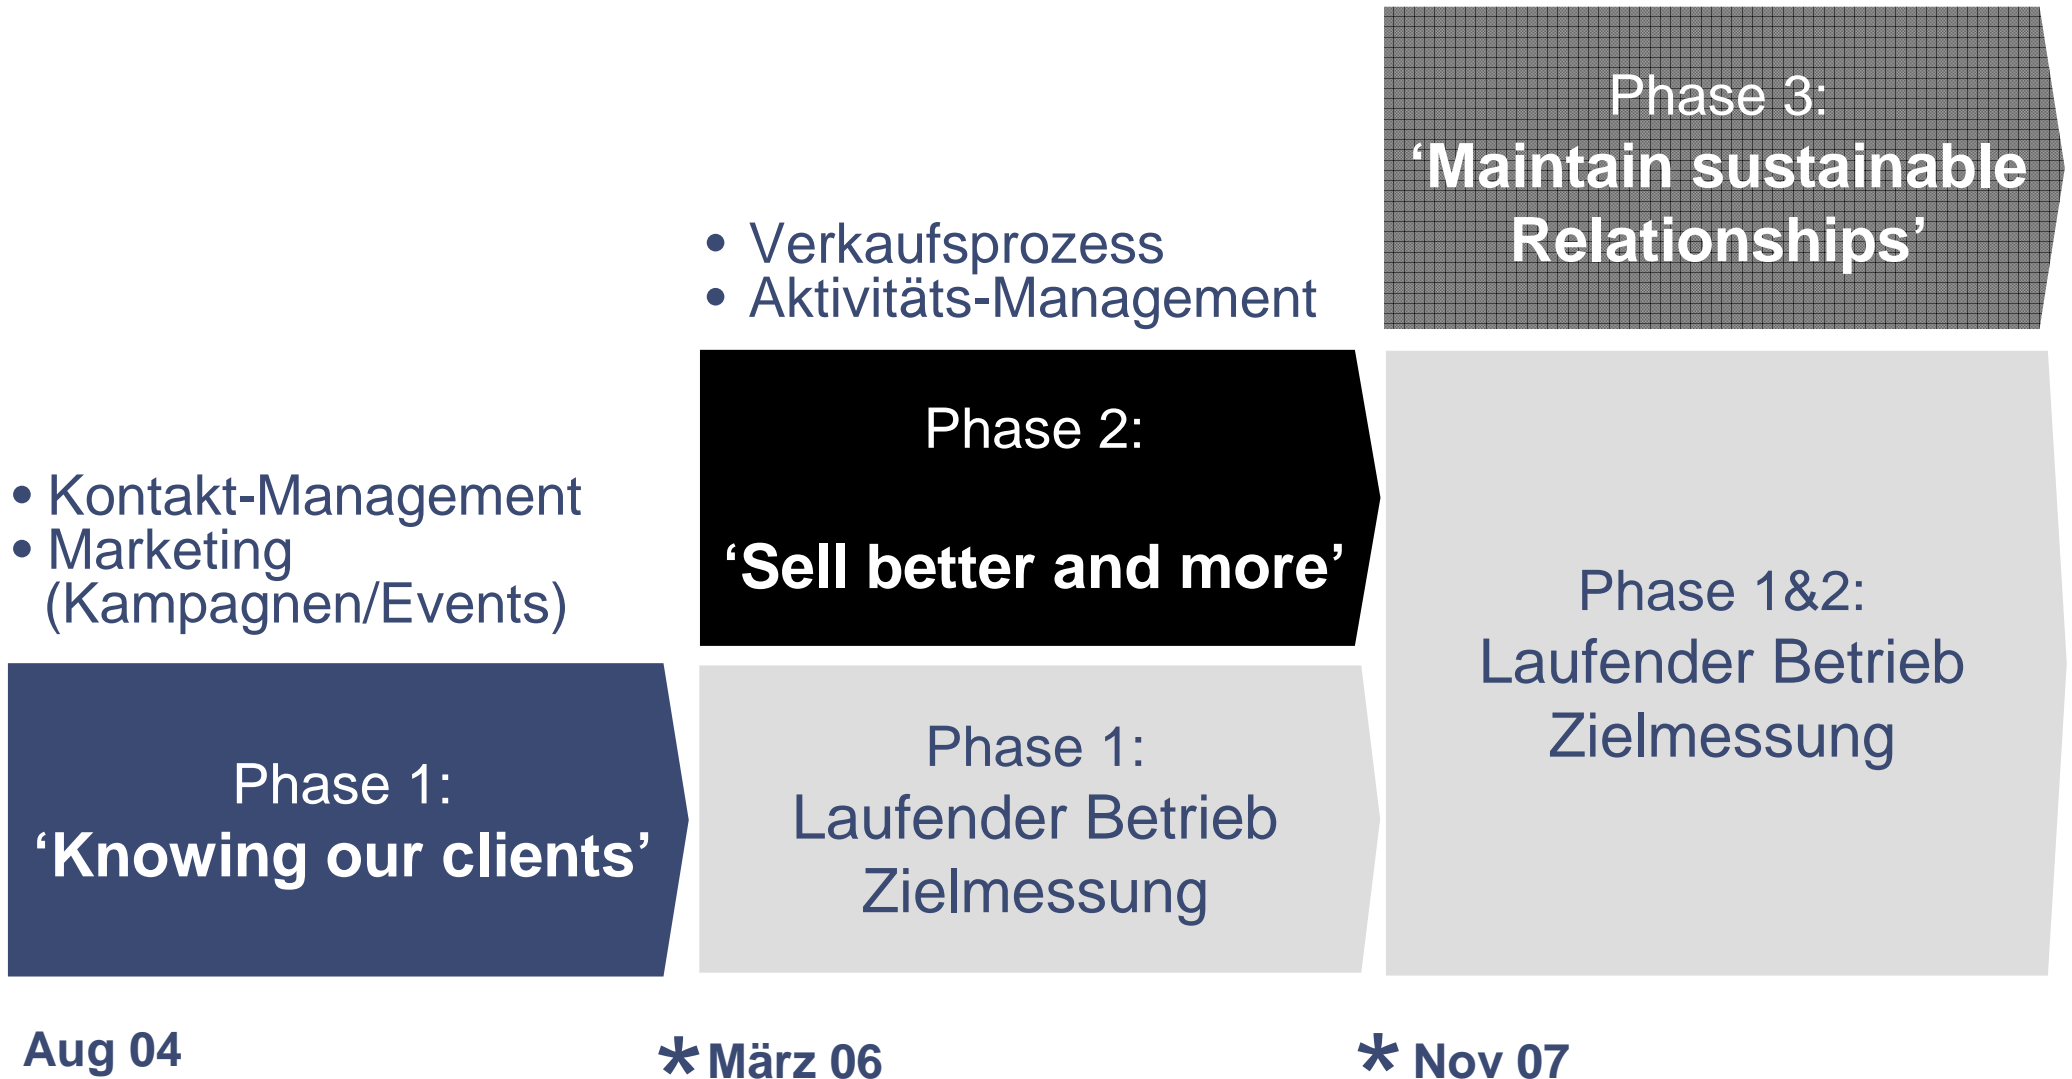 Phase 3:
‘Maintain sustainable
Relationships’
• Verkaufsprozess
• Aktivitäts-Management
Phase 2:
‘Sell better and more’
• Kontakt-Management
• Marketing
(Kampagnen/Events)
Phase 1:
‘Knowing our clients’
Phase 1:
Laufender Betrieb
Zielmessung
Phase 1&2:
Laufender Betrieb
Zielmessung
Aug 04
* März 06
* Nov 07